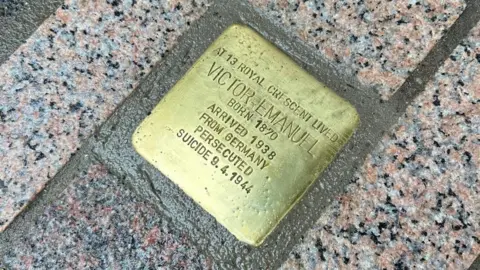 AT 13 ROYAL CRESCENT LIVED
VICTOR EMANUEL
BORN 1870
ARRIVED 1938
FROM GERMANY
PERSECUTED
SUICIDE 9.4.1944